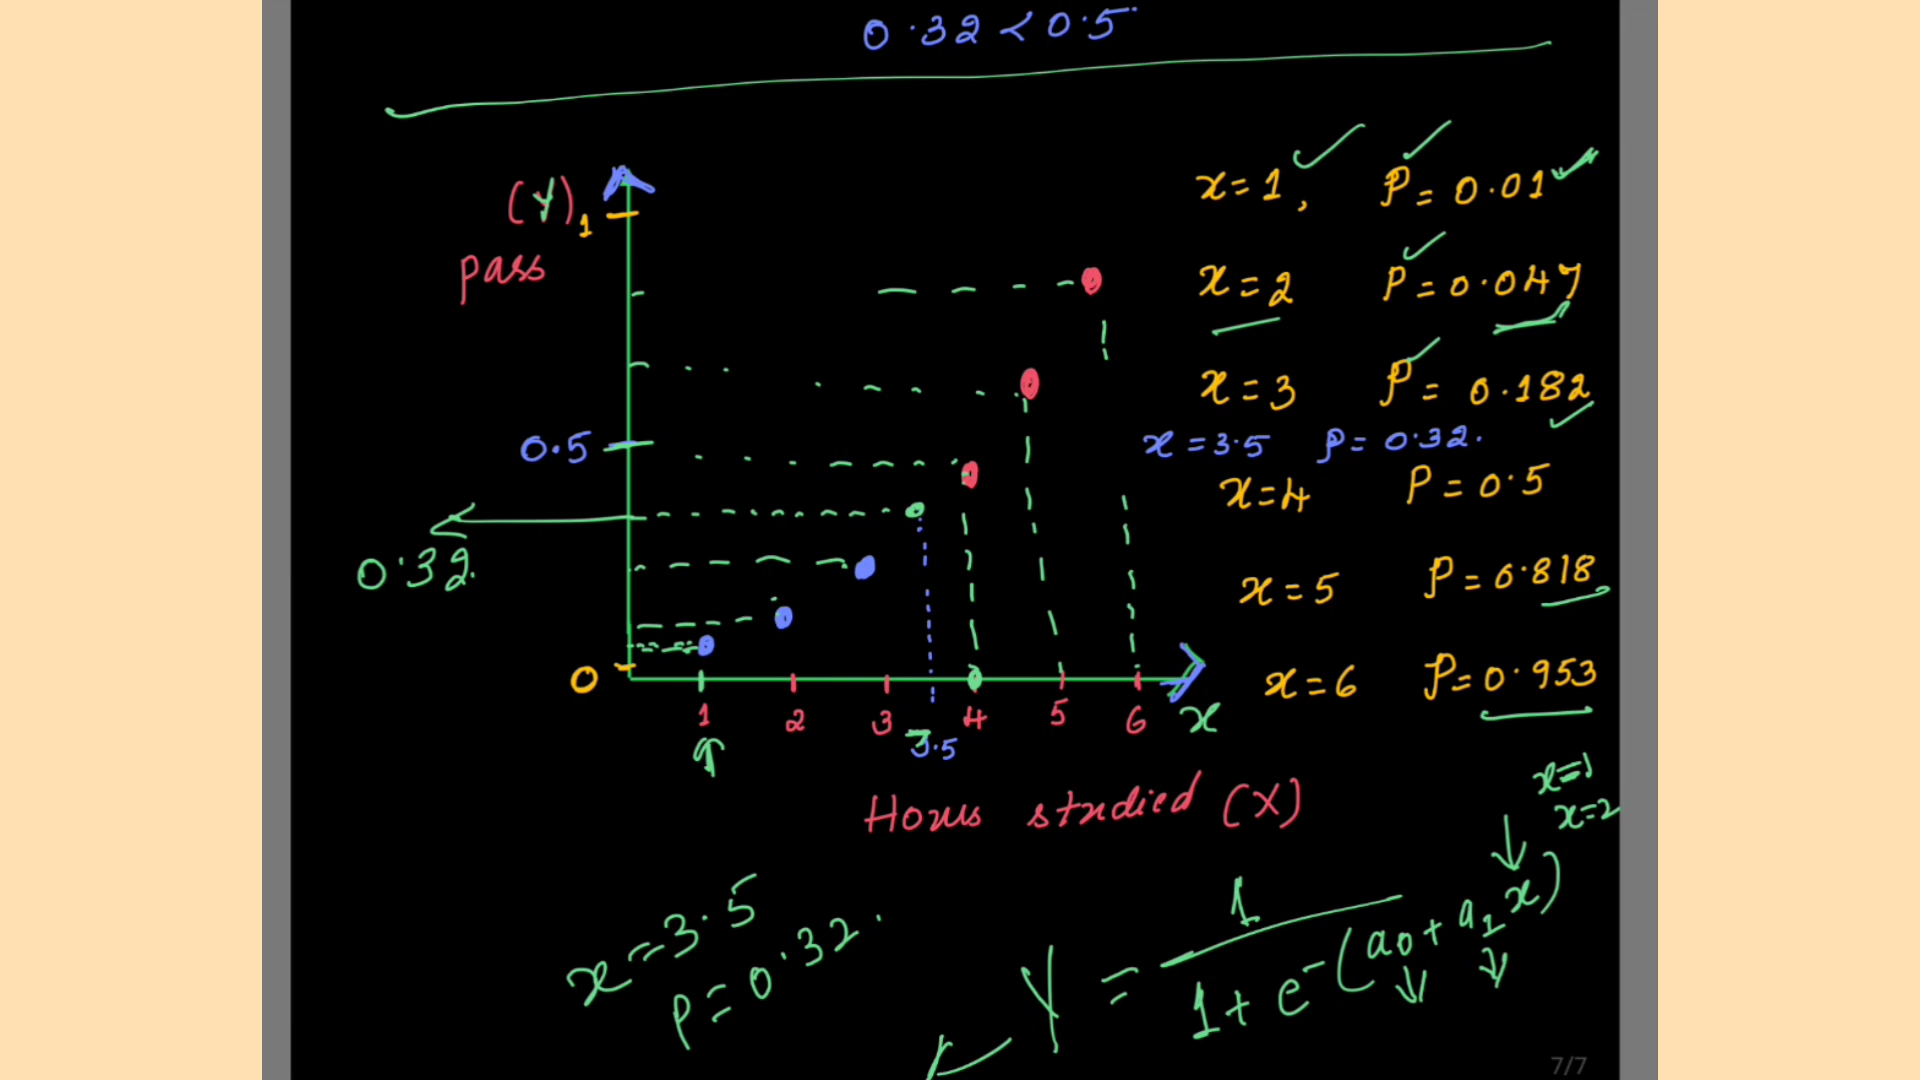 0.32 < 0.5
(Y)
1
pass
0.5
0.32
0
1 2 3 3.5 4 5 6 x
Hours studied (X)
x=1, P=0.01
x=2 P=0.047
x=3 P=0.182
x=3.5 P=0.32.
x=4 P=0.5
x=5 P=0.818
x=6 P=0.953
x=1
x=2
x=3.5
P=0.32.
Y = 1 / 1+e^-(a0+a1x)
7/7